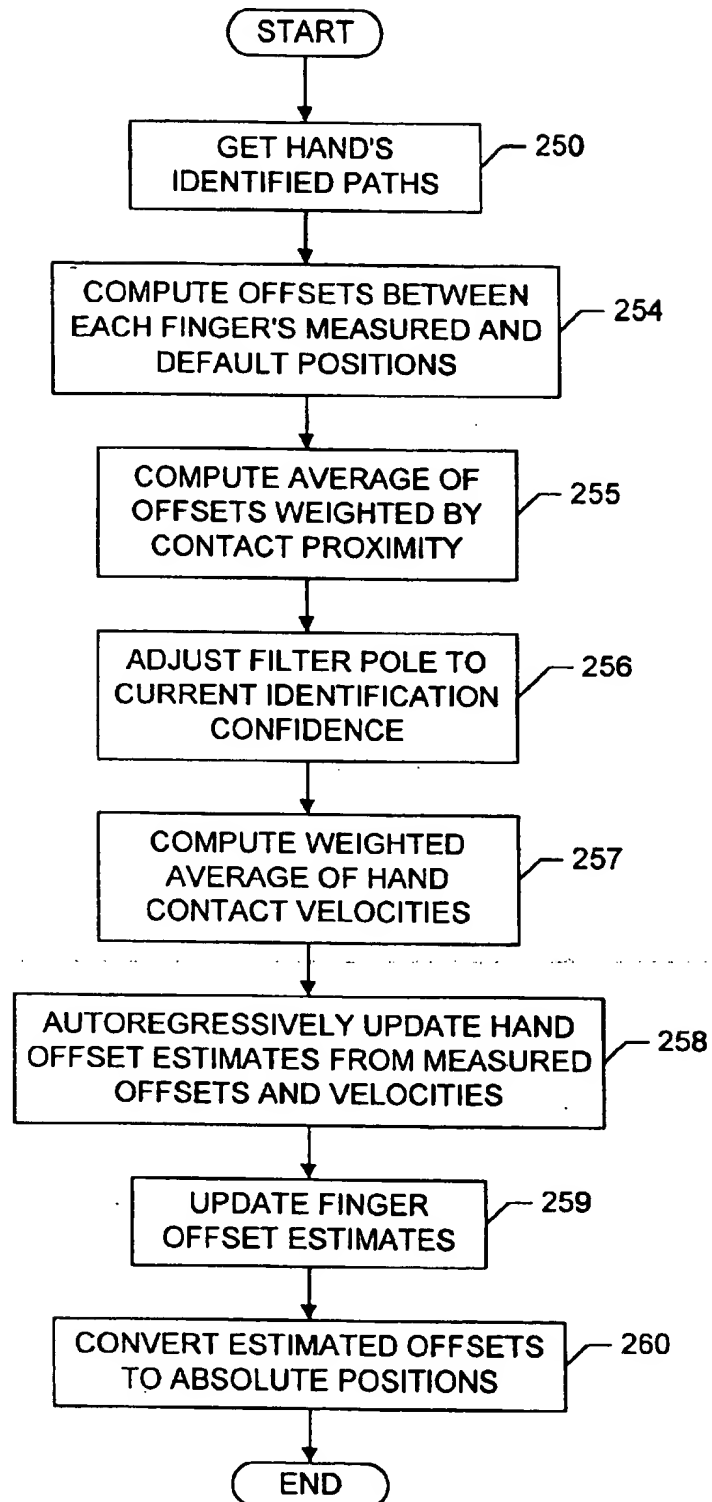 START
GET HAND'S
IDENTIFIED PATHS
250
COMPUTE OFFSETS BETWEEN
EACH FINGER'S MEASURED AND
DEFAULT POSITIONS
254
COMPUTE AVERAGE OF
OFFSETS WEIGHTED BY
CONTACT PROXIMITY
255
ADJUST FILTER POLE TO
CURRENT IDENTIFICATION
CONFIDENCE
256
COMPUTE WEIGHTED
AVERAGE OF HAND
CONTACT VELOCITIES
257
AUTOREGRESSIVELY UPDATE HAND
OFFSET ESTIMATES FROM MEASURED
OFFSETS AND VELOCITIES
258
UPDATE FINGER
OFFSET ESTIMATES
259
CONVERT ESTIMATED OFFSETS
TO ABSOLUTE POSITIONS
260
END